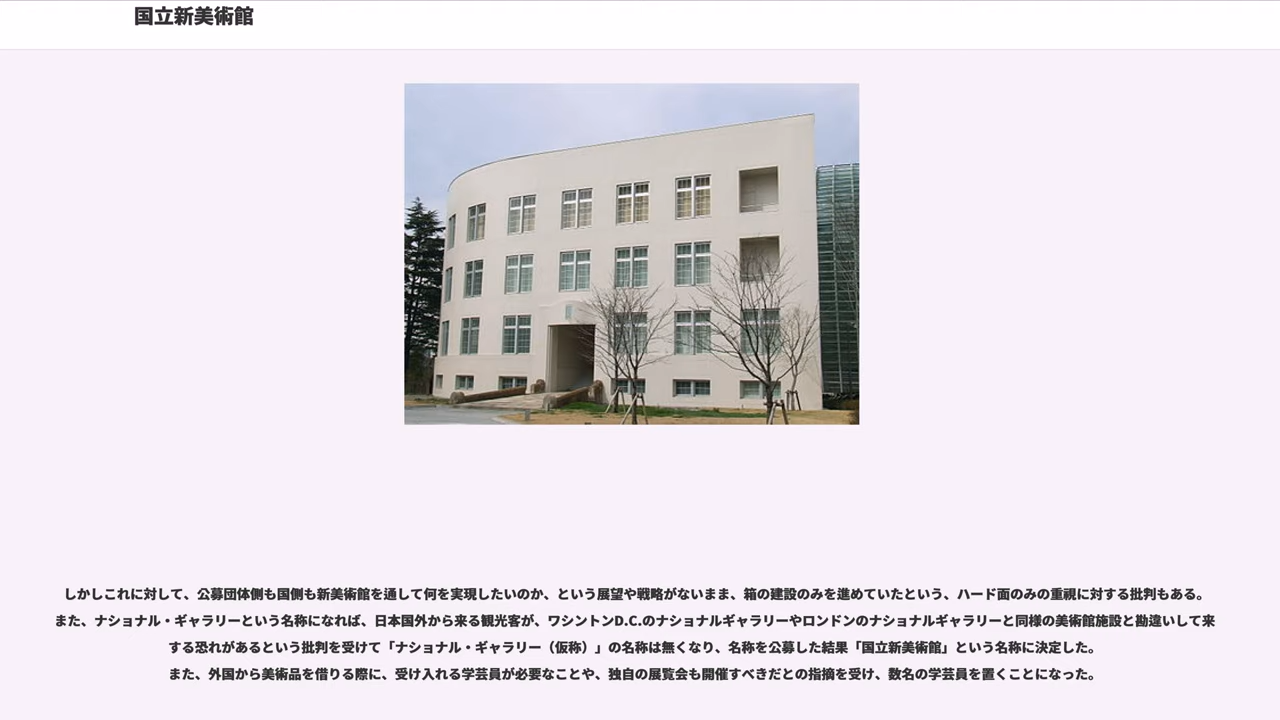 国立新美術館
しかしこれに対して、公募団体側も国側も新美術館を通して何を実現したいのか、という展望や戦略がないまま、箱の建設のみを進めていたという、ハード面のみの重視に対する批判もある。
また、ナショナル・ギャラリーという名称になれば、日本国外から来る観光客が、ワシントンD.C.のナショナルギャラリーやロンドンのナショナルギャラリーと同様の美術館施設と勘違いして来
する恐れがあるという批判を受けて「ナショナル・ギャラリー（仮称）」の名称は無くなり、名称を公募した結果「国立新美術館」という名称に決定した。
また、外国から美術品を借りる際に、受け入れる学芸員が必要なことや、独自の展覧会も開催すべきだとの指摘を受け、数名の学芸員を置くことになった。